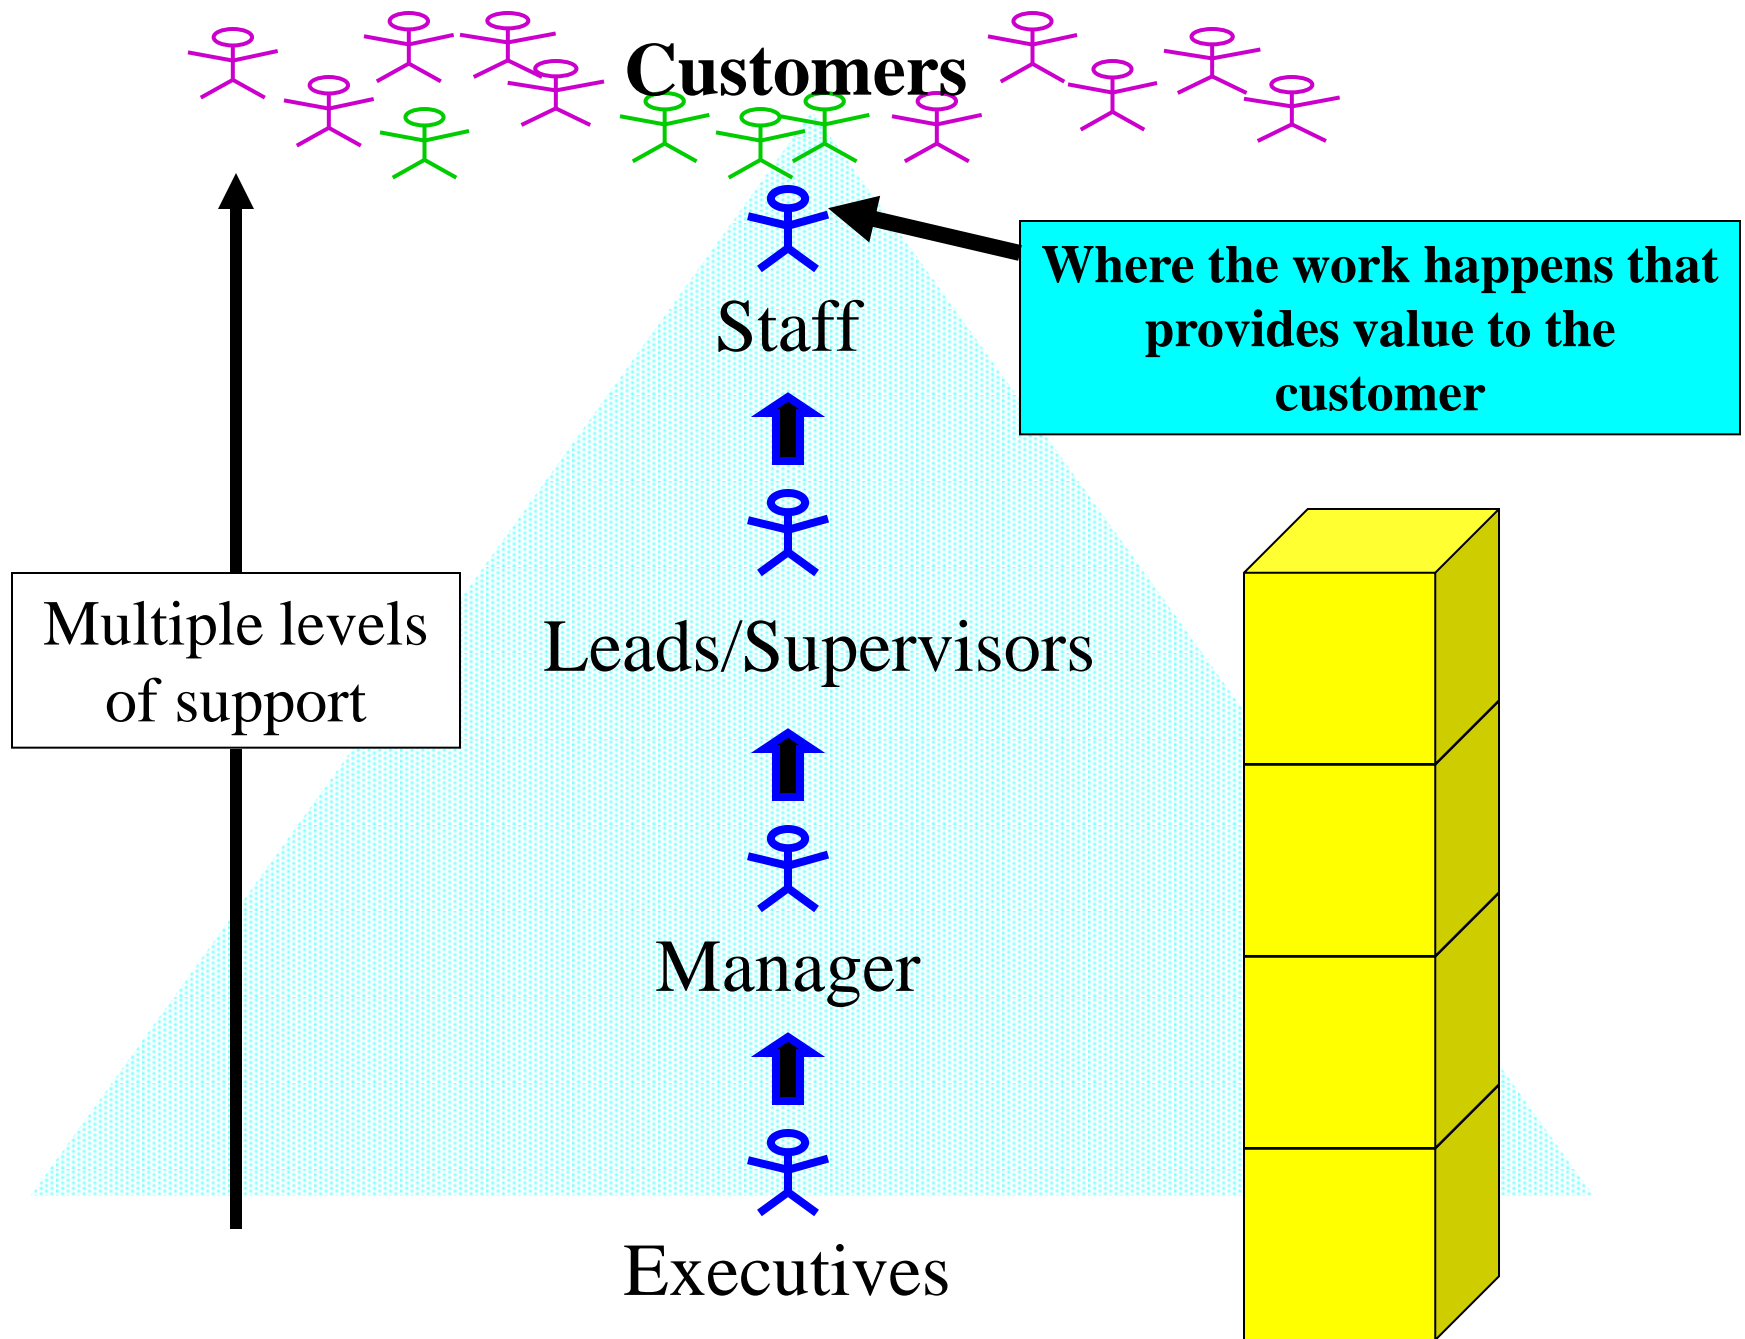 Customers
Where the work happens that
provides value to the
customer
Staff
Multiple levels
of support
Leads/Supervisors
Manager
Executives